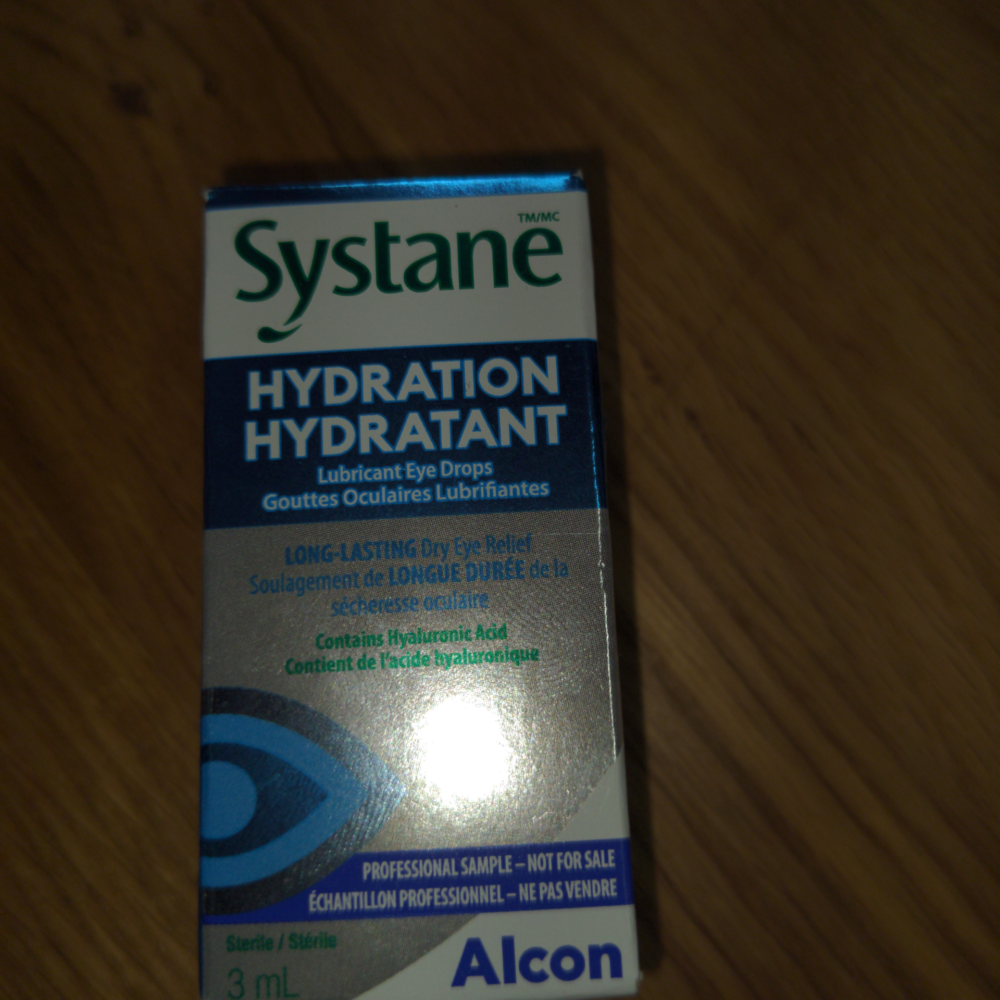 Systane TM/MC
HYDRATION
HYDRATANT
Lubricant Eye Drops
Gouttes Oculaires Lubrifiantes
LONG-LASTING Dry Eye Relief
Soulagement de LONGUE DURÉE de la
sécheresse oculaire
Contains Hyaluronic Acid
Contient de l'acide hyaluronique
PROFESSIONAL SAMPLE – NOT FOR SALE
ÉCHANTILLON PROFESSIONNEL – NE PAS VENDRE
Sterile / Stérile
3 mL
Alcon